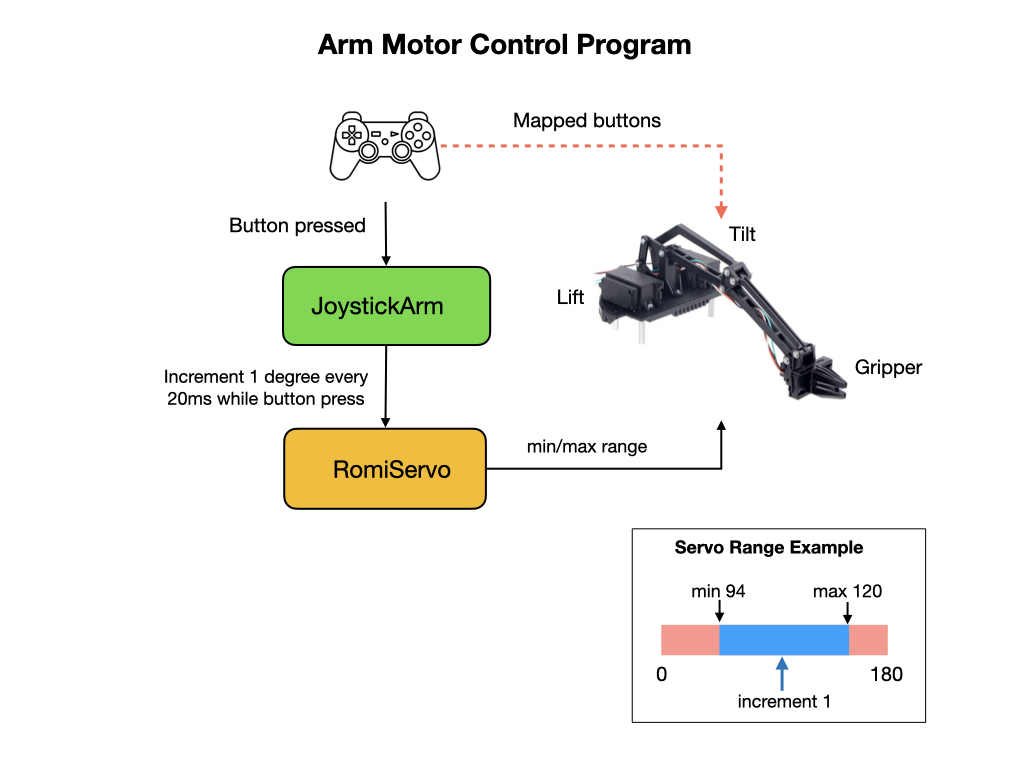 Arm Motor Control Program
Mapped buttons
Button pressed
Tilt
JoystickArm
Lift
Gripper
Increment 1 degree every
20ms while button press
RomiServo
min/max range
Servo Range Example
min 94
max 120
0
180
increment 1